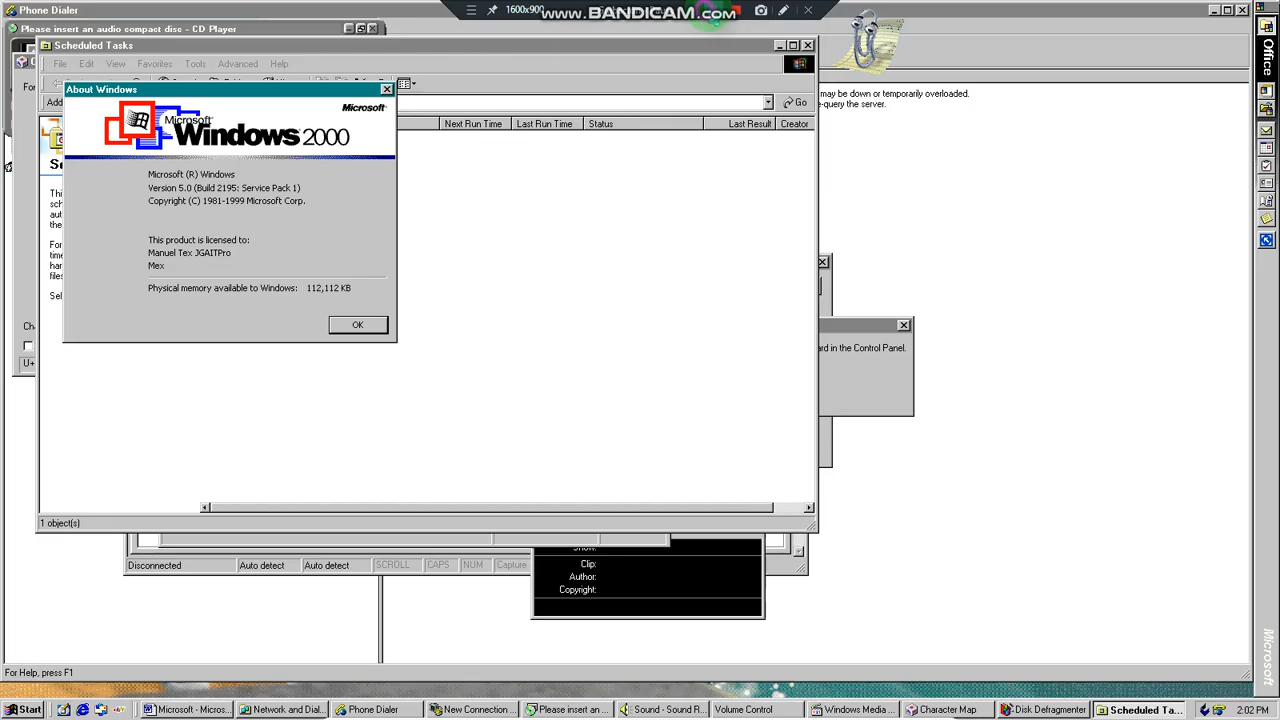 Phone Dialer
1600x900
www.BANDICAM.com
Please insert an audio compact disc - CD Player
Scheduled Tasks
File Edit View Favorites Tools Advanced Help
Add
Go
may be down or temporarily overloaded.
e-query the server.
Next Run Time Last Run Time Status Last Result Creator
About Windows
Microsoft
Microsoft
Windows 2000
Microsoft (R) Windows
Version 5.0 (Build 2195: Service Pack 1)
Copyright (C) 1981-1999 Microsoft Corp.
This product is licensed to:
Manuel Tex JGAITPro
Mex
Physical memory available to Windows: 112,112 KB
OK
U+
ard in the Control Panel.
1 object(s)
Disconnected Auto detect Auto detect SCROLL CAPS NUM Capture
Show:
Clip:
Author:
Copyright:
For Help, press F1
Office
Microsoft
Start Microsoft - Micros... Network and Dial... Phone Dialer New Connection ... Please insert an ... Sound - Sound R... Volume Control Windows Media ... Character Map Disk Defragmenter Scheduled Ta... 2:02 PM